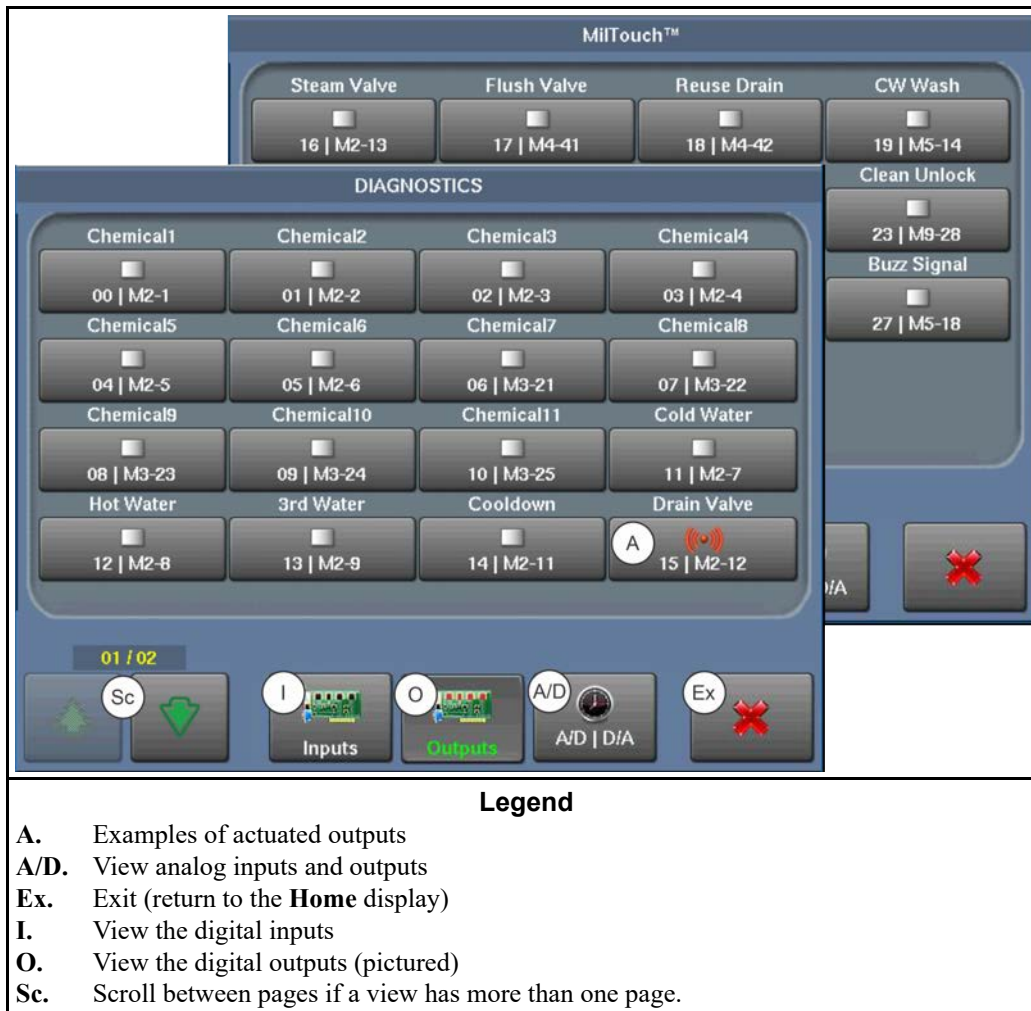 MilTouch™
Steam Valve Flush Valve Reuse Drain CW Wash
16 | M2-13 17 | M4-41 18 | M4-42 19 | M5-14
Clean Unlock
23 | M9-28
Buzz Signal
27 | M5-18
D/A
DIAGNOSTICS
Chemical1 Chemical2 Chemical3 Chemical4
00 | M2-1 01 | M2-2 02 | M2-3 03 | M2-4
Chemical5 Chemical6 Chemical7 Chemical8
04 | M2-5 05 | M2-6 06 | M3-21 07 | M3-22
Chemical9 Chemical10 Chemical11 Cold Water
08 | M3-23 09 | M3-24 10 | M3-25 11 | M2-7
Hot Water 3rd Water Cooldown Drain Valve
A
12 | M2-8 13 | M2-9 14 | M2-11 15 | M2-12
01 / 02
Sc I O A/D Ex
Inputs Outputs A/D | D/A
Legend
A. Examples of actuated outputs
A/D. View analog inputs and outputs
Ex. Exit (return to the Home display)
I. View the digital inputs
O. View the digital outputs (pictured)
Sc. Scroll between pages if a view has more than one page.